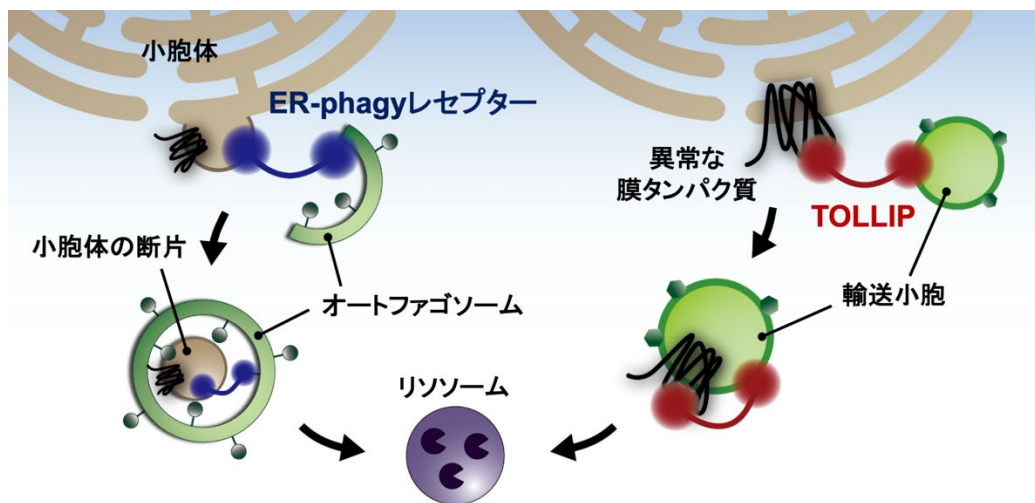 小胞体
ER-phagyレセプター
小胞体の断片
オートファゴソーム
異常な
膜タンパク質
TOLLIP
輸送小胞
リソソーム